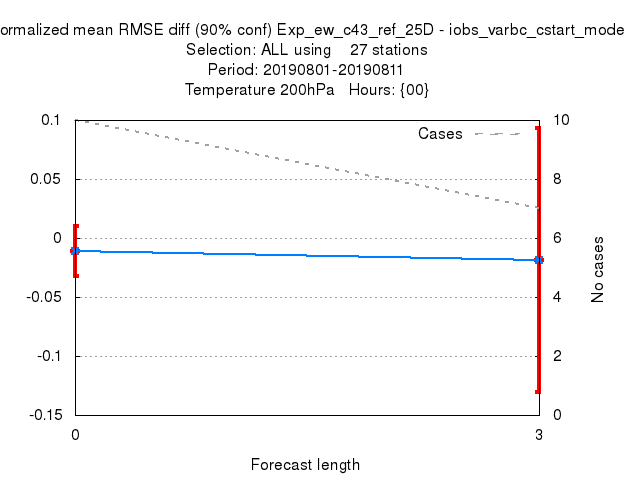 ormalized mean RMSE diff (90% conf) Exp_ew_c43_ref_25D - iobs_varbc_cstart_mode
Selection: ALL using 27 stations
Period: 20190801-20190811
Temperature 200hPa Hours: {00}
Cases
0.1
0.05
0
-0.05
-0.1
-0.15
10
8
6
4
2
0
No cases
0
3
Forecast length